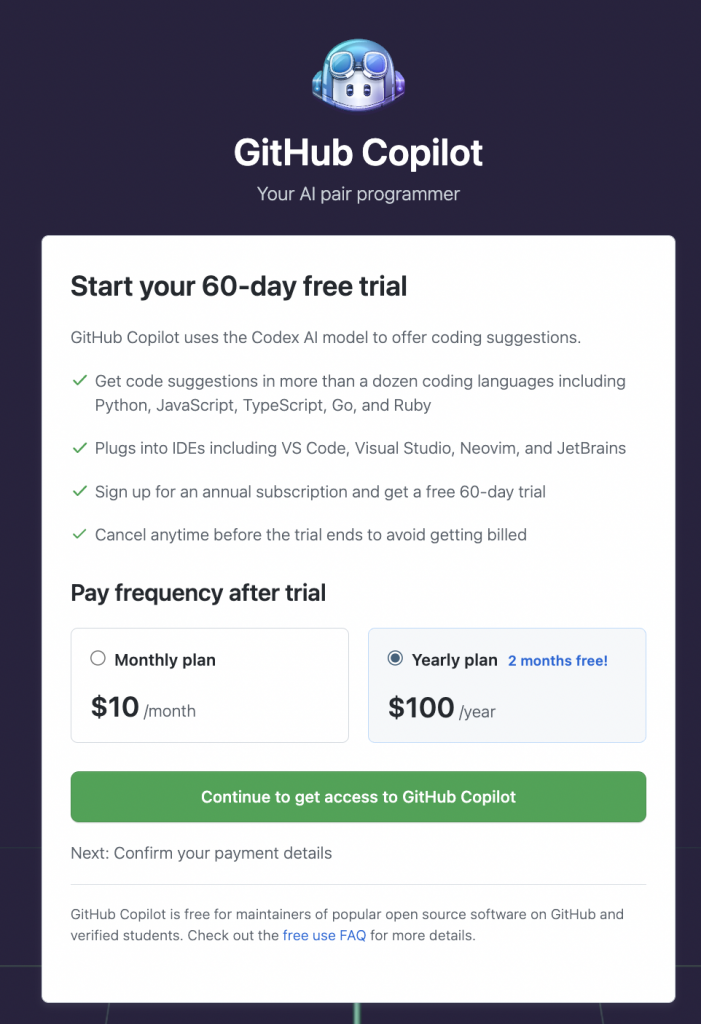 GitHub Copilot
Your AI pair programmer
Start your 60-day free trial
GitHub Copilot uses the Codex AI model to offer coding suggestions.
Get code suggestions in more than a dozen coding languages including
Python, JavaScript, TypeScript, Go, and Ruby
Plugs into IDEs including VS Code, Visual Studio, Neovim, and JetBrains
Sign up for an annual subscription and get a free 60-day trial
Cancel anytime before the trial ends to avoid getting billed
Pay frequency after trial
Monthly plan
$10 /month
Yearly plan 2 months free!
$100 /year
Continue to get access to GitHub Copilot
Next: Confirm your payment details
GitHub Copilot is free for maintainers of popular open source software on GitHub and
verified students. Check out the free use FAQ for more details.